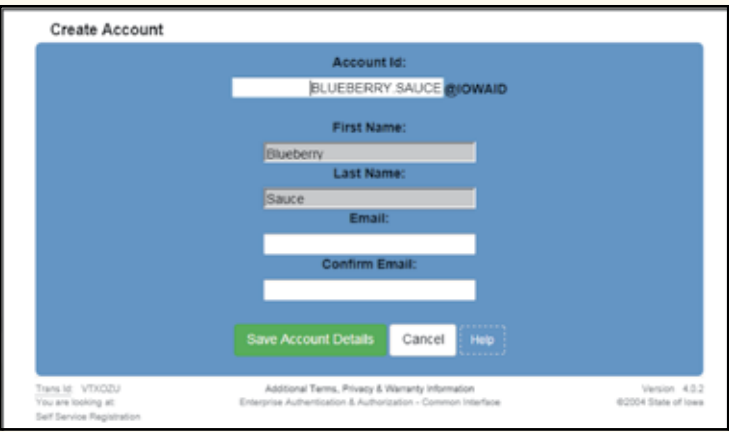 Create Account
Account Id:
BLUEBERRY.SAUCE @IOWAID
First Name:
Blueberry
Last Name:
Sauce
Email:
Confirm Email:
Save Account Details Cancel Help
Trans Id: VTXOZU Additional Terms, Privacy & Warranty Information Version 4.0.2
You are looking at: Enterprise Authentication & Authorization - Common Interface ©2004 State of Iowa
Self Service Registration